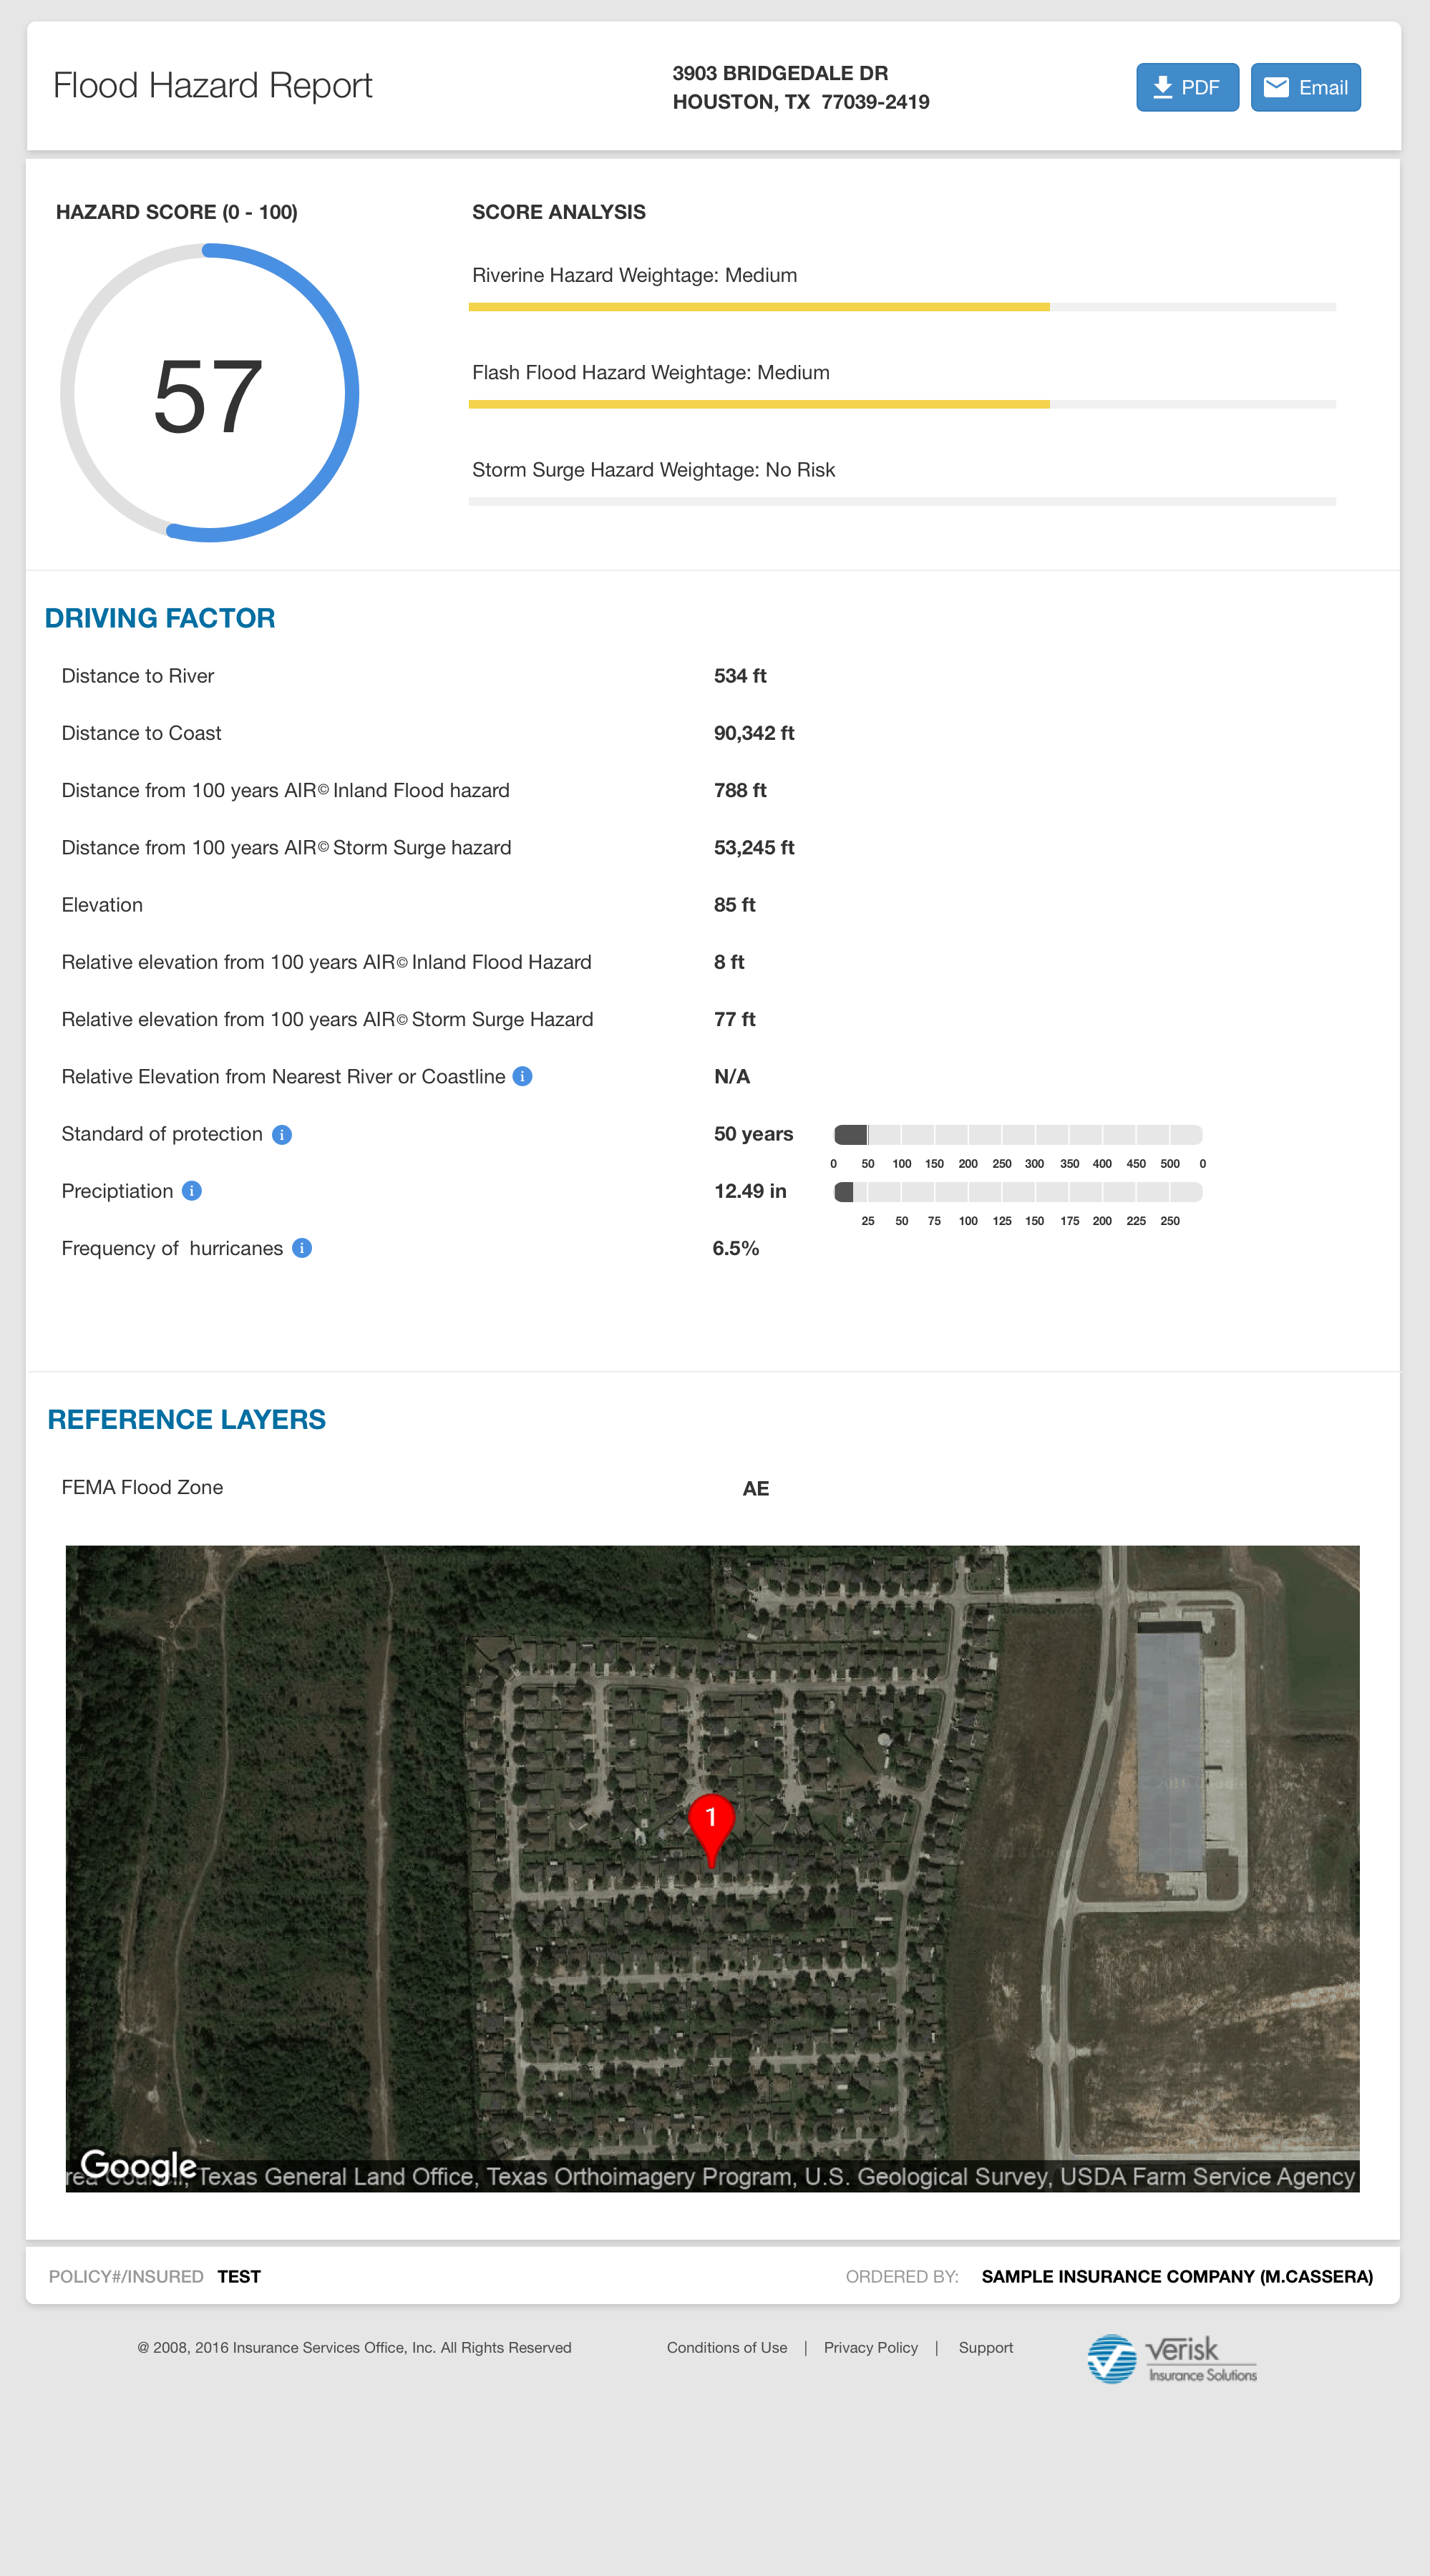 Flood Hazard Report
3903 BRIDGEDALE DR
HOUSTON, TX  77039-2419
PDF
Email
HAZARD SCORE (0 - 100)
57
SCORE ANALYSIS
Riverine Hazard Weightage: Medium
Flash Flood Hazard Weightage: Medium
Storm Surge Hazard Weightage: No Risk
DRIVING FACTOR
Distance to River 534 ft
Distance to Coast 90,342 ft
Distance from 100 years AIR© Inland Flood hazard 788 ft
Distance from 100 years AIR© Storm Surge hazard 53,245 ft
Elevation 85 ft
Relative elevation from 100 years AIR© Inland Flood Hazard 8 ft
Relative elevation from 100 years AIR© Storm Surge Hazard 77 ft
Relative Elevation from Nearest River or Coastline i N/A
Standard of protection i 50 years
0 50 100 150 200 250 300 350 400 450 500 0
Preciptiation i 12.49 in
25 50 75 100 125 150 175 200 225 250
Frequency of  hurricanes i 6.5%
REFERENCE LAYERS
FEMA Flood Zone AE
1
Google
Texas General Land Office, Texas Orthoimagery Program, U.S. Geological Survey, USDA Farm Service Agency
POLICY#/INSURED TEST
ORDERED BY: SAMPLE INSURANCE COMPANY (M.CASSERA)
@ 2008, 2016 Insurance Services Office, Inc. All Rights Reserved
Conditions of Use | Privacy Policy | Support
Verisk
Insurance Solutions